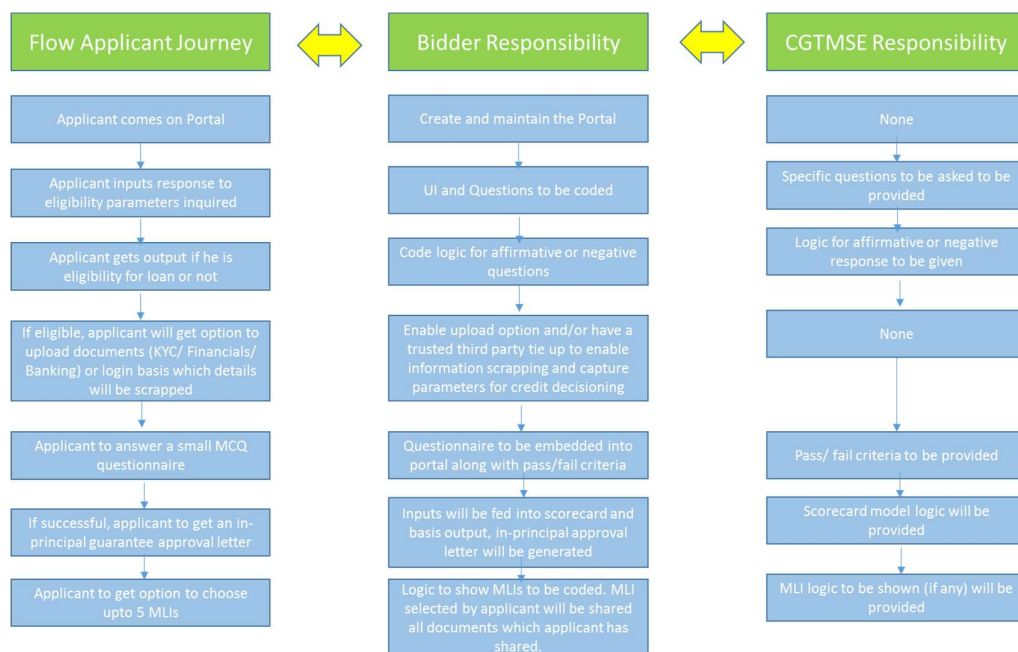 Flow Applicant Journey
Bidder Responsibility
CGTMSE Responsibility
Applicant comes on Portal
Applicant inputs response to
eligibility parameters inquired
Applicant gets output if he is
eligibility for loan or not
If eligible, applicant will get option to
upload documents (KYC/ Financials/
Banking) or login basis which details
will be scrapped
Applicant to answer a small MCQ
questionnaire
If successful, applicant to get an in-
principal guarantee approval letter
Applicant to get option to choose
upto 5 MLIs
Create and maintain the Portal
UI and Questions to be coded
Code logic for affirmative or negative
questions
Enable upload option and/or have a
trusted third party tie up to enable
information scrapping and capture
parameters for credit decisioning
Questionnaire to be embedded into
portal along with pass/fail criteria
Inputs will be fed into scorecard and
basis output, in-principal approval
letter will be generated
Logic to show MLIs to be coded. MLI
selected by applicant will be shared
all documents which applicant has
shared.
None
Specific questions to be asked to be
provided
Logic for affirmative or negative
response to be given
None
Pass/ fail criteria to be provided
Scorecard model logic will be
provided
MLI logic to be shown (if any) will be
provided